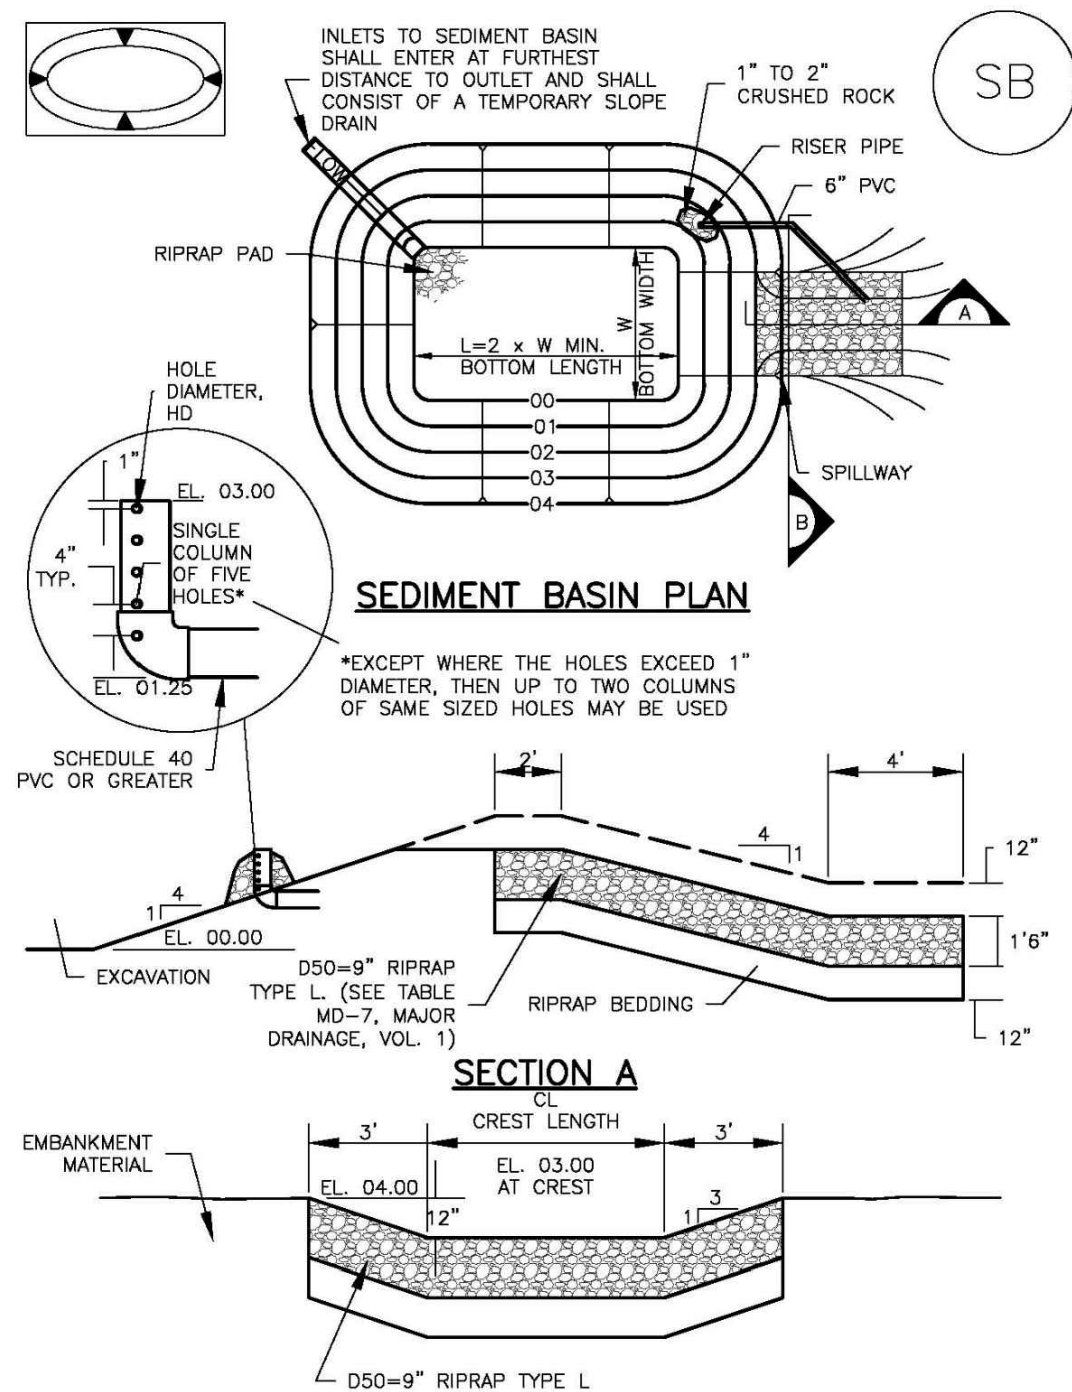 INLETS TO SEDIMENT BASIN
SHALL ENTER AT FURTHEST
DISTANCE TO OUTLET AND SHALL
CONSIST OF A TEMPORARY SLOPE
DRAIN
1" TO 2"
CRUSHED ROCK
SB
RISER PIPE
6" PVC
FLOW
RIPRAP PAD
W
BOTTOM WIDTH
L=2 x W MIN.
BOTTOM LENGTH
A
00
01
02
03
04
SPILLWAY
B
HOLE
DIAMETER,
HD
1"
EL. 03.00
4"
TYP.
SINGLE
COLUMN
OF FIVE
HOLES*
EL. 01.25
SEDIMENT BASIN PLAN
*EXCEPT WHERE THE HOLES EXCEED 1"
DIAMETER, THEN UP TO TWO COLUMNS
OF SAME SIZED HOLES MAY BE USED
SCHEDULE 40
PVC OR GREATER
2'
4'
4
1
12"
4
1
EL. 00.00
1'6"
EXCAVATION
D50=9" RIPRAP
TYPE L. (SEE TABLE
MD-7, MAJOR
DRAINAGE, VOL. 1)
RIPRAP BEDDING
12"
SECTION A
CL
CREST LENGTH
3'
3'
EMBANKMENT
MATERIAL
EL. 04.00
EL. 03.00
AT CREST
12"
3
1
D50=9" RIPRAP TYPE L